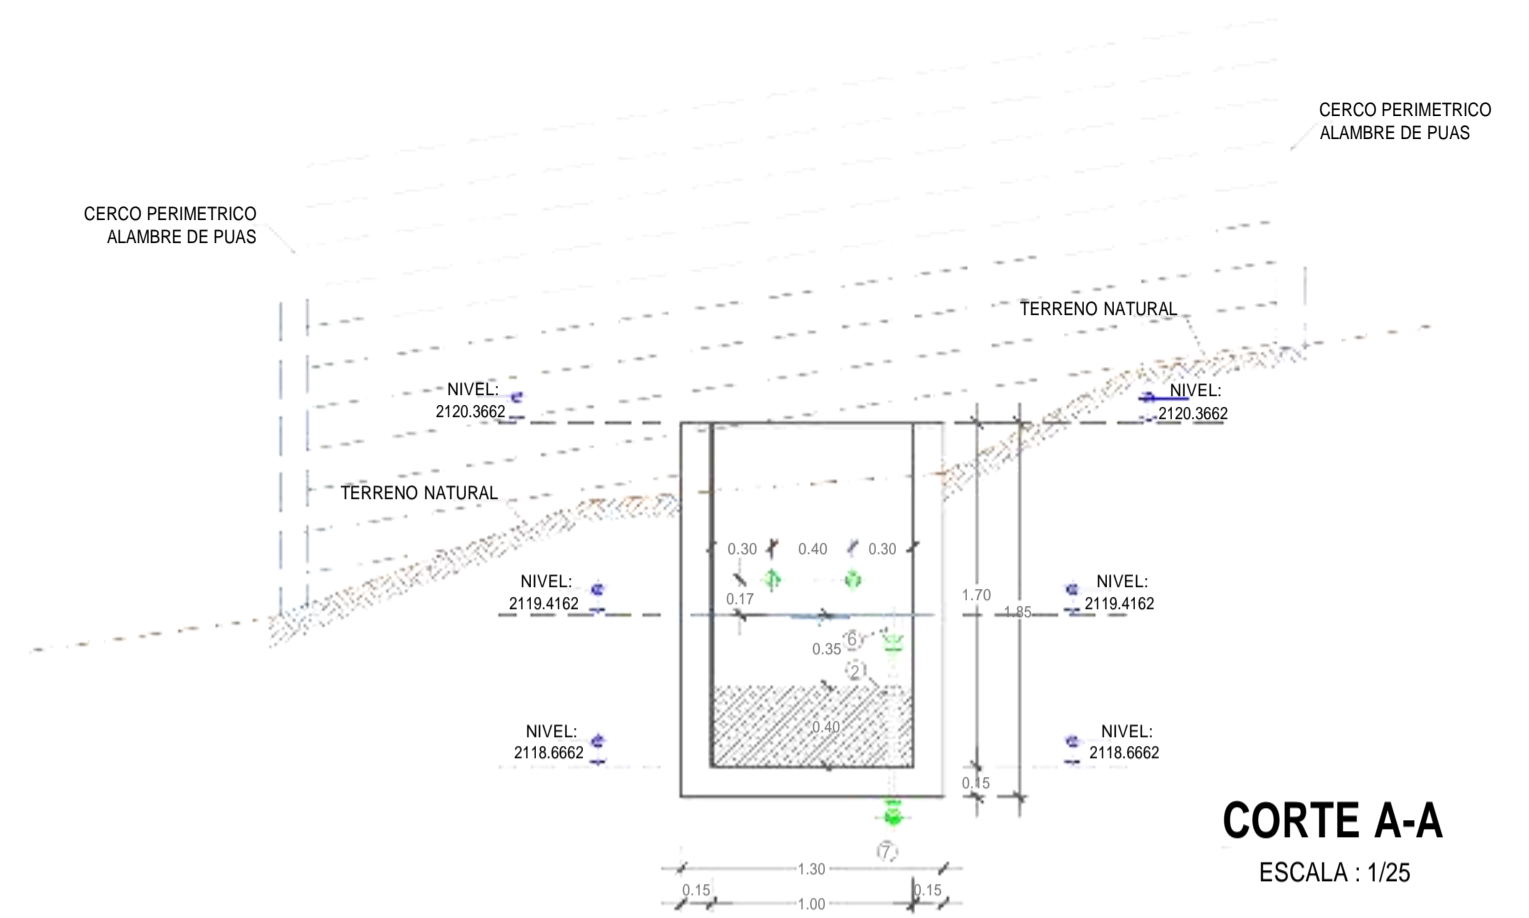 CERCO PERIMETRICO
ALAMBRE DE PUAS
CERCO PERIMETRICO
ALAMBRE DE PUAS
TERRENO NATURAL
NIVEL:
2120.3662
NIVEL:
2120.3662
TERRENO NATURAL
0.30
0.40
0.30
NIVEL:
2119.4162
0.17
1.70
1.85
NIVEL:
2119.4162
6
0.35
2
0.40
NIVEL:
2118.6662
NIVEL:
2118.6662
0.15
7
1.30
0.15
0.15
1.00
CORTE A-A
ESCALA : 1/25